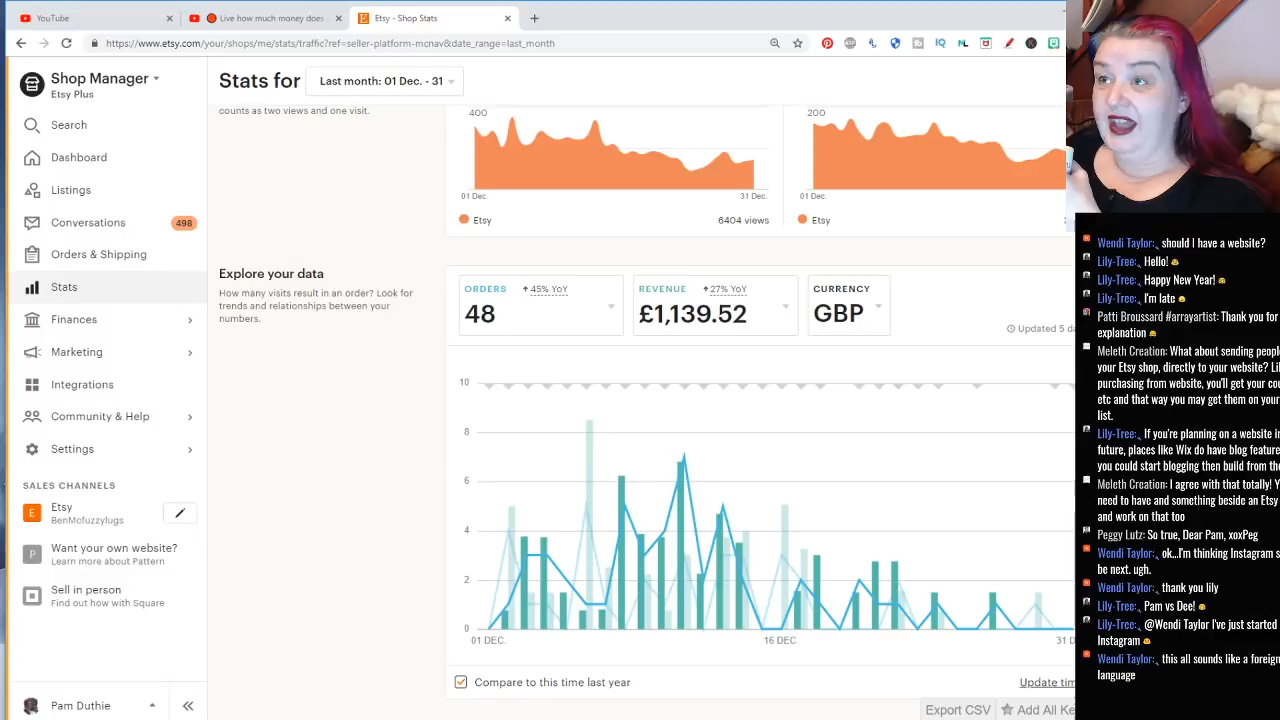 YouTube
Live how much money does
Etsy - Shop Stats
https://www.etsy.com/your/shops/me/stats/traffic?ref=seller-platform-mcnav&date_range=last_month
Shop Manager
Etsy Plus
Search
Dashboard
Listings
Conversations
498
Orders & Shipping
Stats
Finances
Marketing
Integrations
Community & Help
Settings
SALES CHANNELS
E
Etsy
BenMofuzzylugs
P
Want your own website?
Learn more about Pattern
Sell in person
Find out how with Square
Pam Duthie
Stats for
Last month: 01 Dec. - 31
counts as two views and one visit.
400
01 Dec.
31 Dec.
Etsy
6404 views
200
01 Dec.
Etsy
Explore your data
How many visits result in an order? Look for
trends and relationships between your
numbers.
ORDERS
45% YoY
48
REVENUE
27% YoY
£1,139.52
CURRENCY
GBP
Updated 5 da
10
8
6
4
2
0
01 DEC.
16 DEC.
31 D
Compare to this time last year
Update tim
Export CSV
Add All Ke
Wendi Taylor: should I have a website?
Lily-Tree: Hello!
Lily-Tree: Happy New Year!
Lily-Tree: I'm late
Patti Broussard #arrayartist: Thank you for
explanation
Meleth Creation: What about sending peopl
your Etsy shop, directly to your website? Li
purchasing from website, you'll get your cou
etc and that way you may get them on your
list.
Lily-Tree: If you're planning on a website in
future, places like Wix do have blog feature
you could start blogging then build from the
Meleth Creation: I agree with that totally! Y
need to have and something beside an Etsy
and work on that too
Peggy Lutz: So true, Dear Pam, xoxPeg
Wendi Taylor: ok...I'm thinking Instagram s
be next. ugh.
Wendi Taylor: thank you lily
Lily-Tree: Pam vs Dee!
Lily-Tree: @Wendi Taylor I've just started
Instagram
Wendi Taylor: this all sounds like a foreign
language